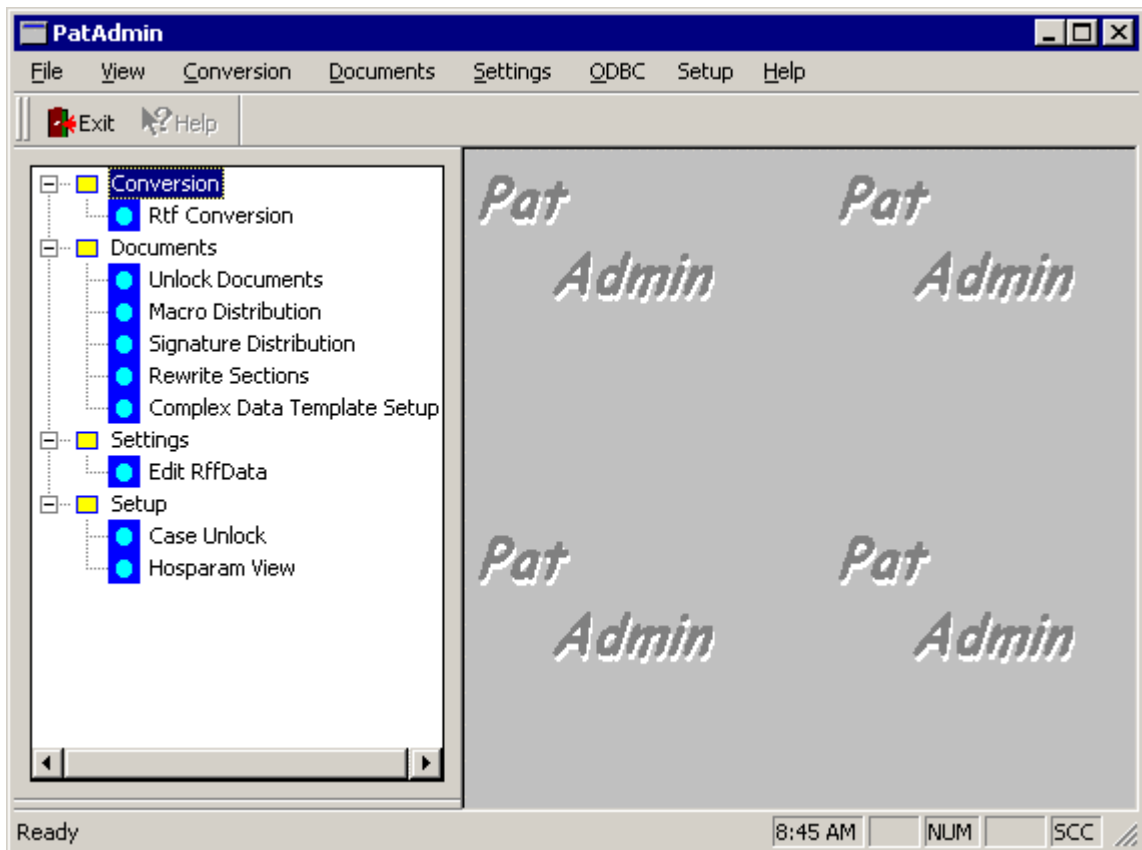 PatAdmin
File View Conversion Documents Settings ODBC Setup Help
Exit Help
Conversion
Rtf Conversion
Documents
Unlock Documents
Macro Distribution
Signature Distribution
Rewrite Sections
Complex Data Template Setup
Settings
Edit RffData
Setup
Case Unlock
Hosparam View
Pat Pat
Admin Admin
Pat Pat
Admin Admin
Ready 8:45 AM NUM SCC